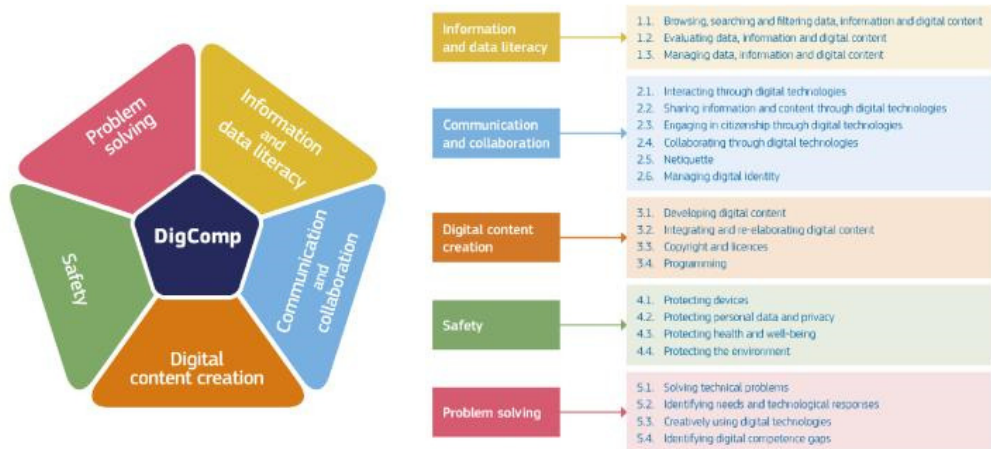 Problem
solving
Information
and
data literacy
DigComp
Safety
Communication
and
collaboration
Digital
content creation
Information
and data literacy
1.1. Browsing, searching and filtering data, information and digital content
1.2. Evaluating data, information and digital content
1.3. Managing data, information and digital content
Communication
and collaboration
2.1. Interacting through digital technologies
2.2. Sharing information and content through digital technologies
2.3. Engaging in citizenship through digital technologies
2.4. Collaborating through digital technologies
2.5. Netiquette
2.6. Managing digital identity
Digital content
creation
3.1. Developing digital content
3.2. Integrating and re-elaborating digital content
3.3. Copyright and licences
3.4. Programming
Safety
4.1. Protecting devices
4.2. Protecting personal data and privacy
4.3. Protecting health and well-being
4.4. Protecting the environment
Problem solving
5.1. Solving technical problems
5.2. Identifying needs and technological responses
5.3. Creatively using digital technologies
5.4. Identifying digital competence gaps